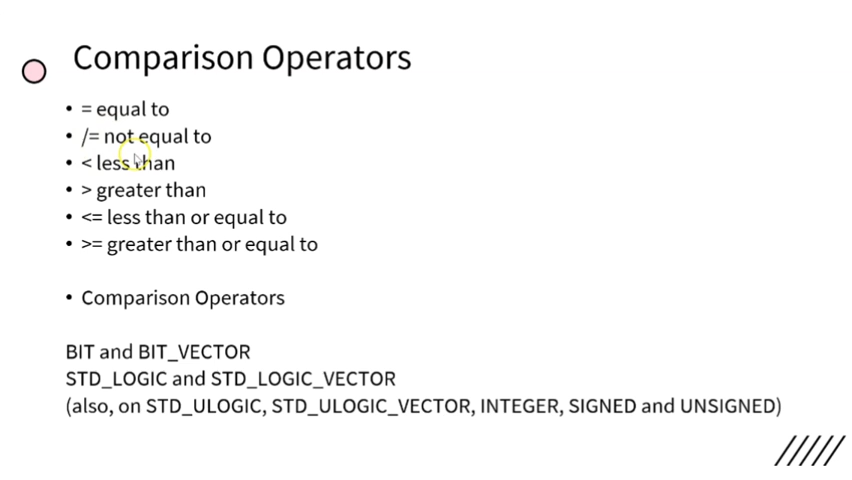 Comparison Operators
• = equal to
• /= not equal to
• < less than
• > greater than
• <= less than or equal to
• >= greater than or equal to
• Comparison Operators
BIT and BIT_VECTOR
STD_LOGIC and STD_LOGIC_VECTOR
(also, on STD_ULOGIC, STD_ULOGIC_VECTOR, INTEGER, SIGNED and UNSIGNED)